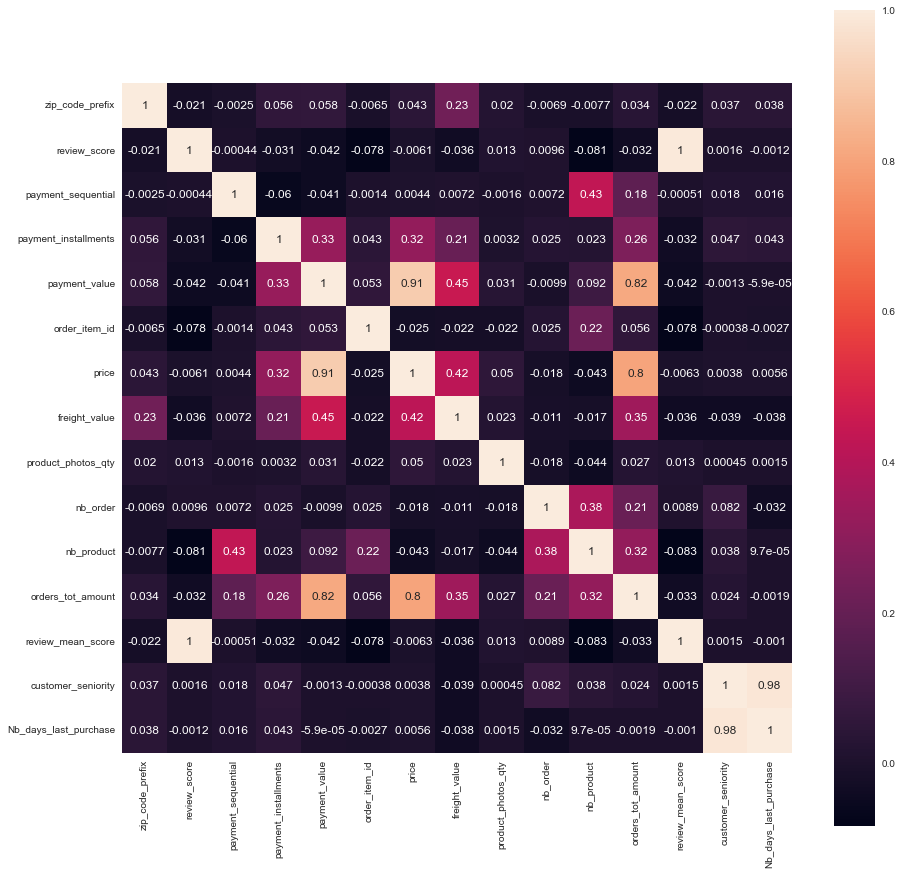 1.0
zip_code_prefix 1 -0.021 -0.0025 0.056 0.058 -0.0065 0.043 0.23 0.02 -0.0069 -0.0077 0.034 -0.022 0.037 0.038
review_score -0.021 1 -0.00044 -0.031 -0.042 -0.078 -0.0061 -0.036 0.013 0.0096 -0.081 -0.032 1 0.0016 -0.0012
0.8
payment_sequential -0.0025 -0.00044 1 -0.06 -0.041 -0.0014 0.0044 0.0072 -0.0016 0.0072 0.43 0.18 -0.00051 0.018 0.016
payment_installments 0.056 -0.031 -0.06 1 0.33 0.043 0.32 0.21 0.0032 0.025 0.023 0.26 -0.032 0.047 0.043
payment_value 0.058 -0.042 -0.041 0.33 1 0.053 0.91 0.45 0.031 -0.0099 0.092 0.82 -0.042 -0.0013 -5.9e-05
0.6
order_item_id -0.0065 -0.078 -0.0014 0.043 0.053 1 -0.025 -0.022 -0.022 0.025 0.22 0.056 -0.078 -0.00038 -0.0027
price 0.043 -0.0061 0.0044 0.32 0.91 -0.025 1 0.42 0.05 -0.018 -0.043 0.8 -0.0063 0.0038 0.0056
freight_value 0.23 -0.036 0.0072 0.21 0.45 -0.022 0.42 1 0.023 -0.011 -0.017 0.35 -0.036 -0.039 -0.038
product_photos_qty 0.02 0.013 -0.0016 0.0032 0.031 -0.022 0.05 0.023 1 -0.018 -0.044 0.027 0.013 0.00045 0.0015
0.4
nb_order -0.0069 0.0096 0.0072 0.025 -0.0099 0.025 -0.018 -0.011 -0.018 1 0.38 0.21 0.0089 0.082 -0.032
nb_product -0.0077 -0.081 0.43 0.023 0.092 0.22 -0.043 -0.017 -0.044 0.38 1 0.32 -0.083 0.038 9.7e-05
orders_tot_amount 0.034 -0.032 0.18 0.26 0.82 0.056 0.8 0.35 0.027 0.21 0.32 1 -0.033 0.024 -0.0019
0.2
review_mean_score -0.022 1 -0.00051 -0.032 -0.042 -0.078 -0.0063 -0.036 0.013 0.0089 -0.083 -0.033 1 0.0015 -0.001
customer_seniority 0.037 0.0016 0.018 0.047 -0.0013 -0.00038 0.0038 -0.039 0.00045 0.082 0.038 0.024 0.0015 1 0.98
Nb_days_last_purchase 0.038 -0.0012 0.016 0.043 -5.9e-05 -0.0027 0.0056 -0.038 0.0015 -0.032 9.7e-05 -0.0019 -0.001 0.98 1
0.0
zip_code_prefix
review_score
payment_sequential
payment_installments
payment_value
order_item_id
price
freight_value
product_photos_qty
nb_order
nb_product
orders_tot_amount
review_mean_score
customer_seniority
Nb_days_last_purchase